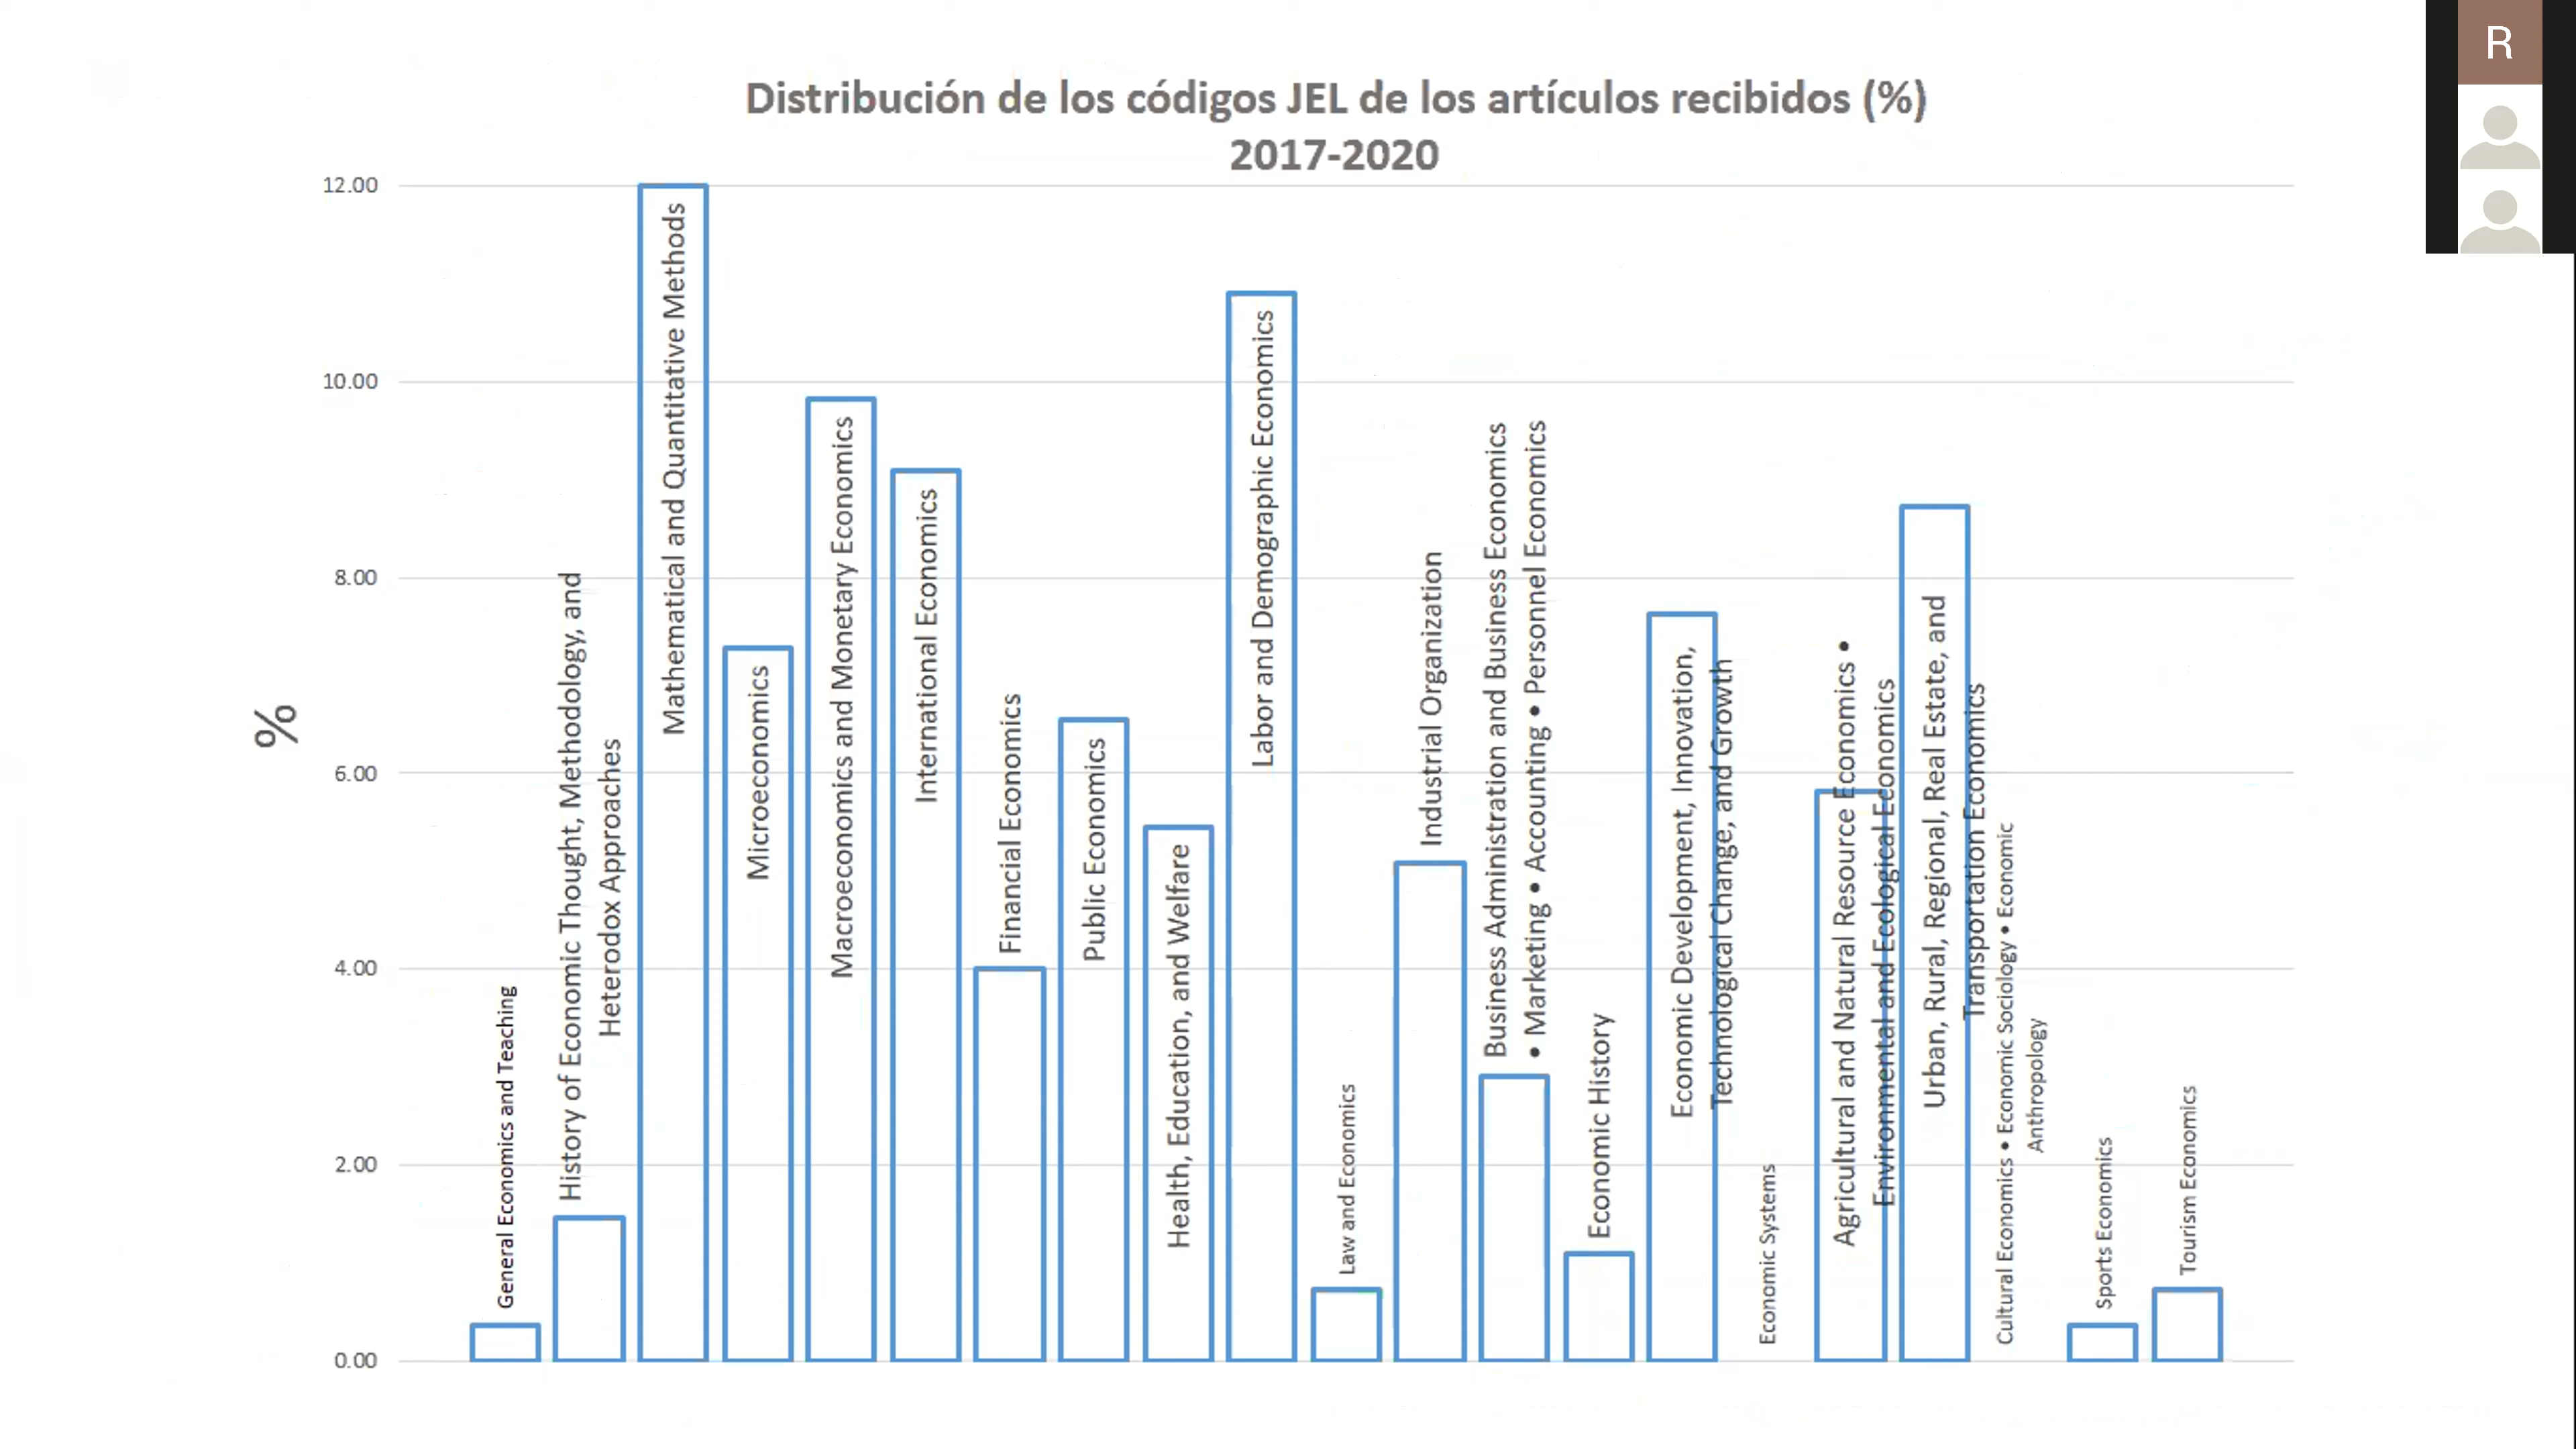 R
Distribución de los códigos JEL de los artículos recibidos (%)
2017-2020
12.00
10.00
8.00
6.00
4.00
2.00
0.00
%
General Economics and Teaching
History of Economic Thought, Methodology, and
Heterodox Approaches
Mathematical and Quantitative Methods
Microeconomics
Macroeconomics and Monetary Economics
International Economics
Financial Economics
Public Economics
Health, Education, and Welfare
Labor and Demographic Economics
Law and Economics
Industrial Organization
Business Administration and Business Economics
• Marketing • Accounting • Personnel Economics
Economic History
Economic Development, Innovation,
Technological Change, and Growth
Economic Systems
Agricultural and Natural Resource Economics •
Environmental and Ecological Economics
Urban, Rural, Regional, Real Estate, and
Transportation Economics
Cultural Economics • Economic Sociology • Economic
Anthropology
Sports Economics
Tourism Economics